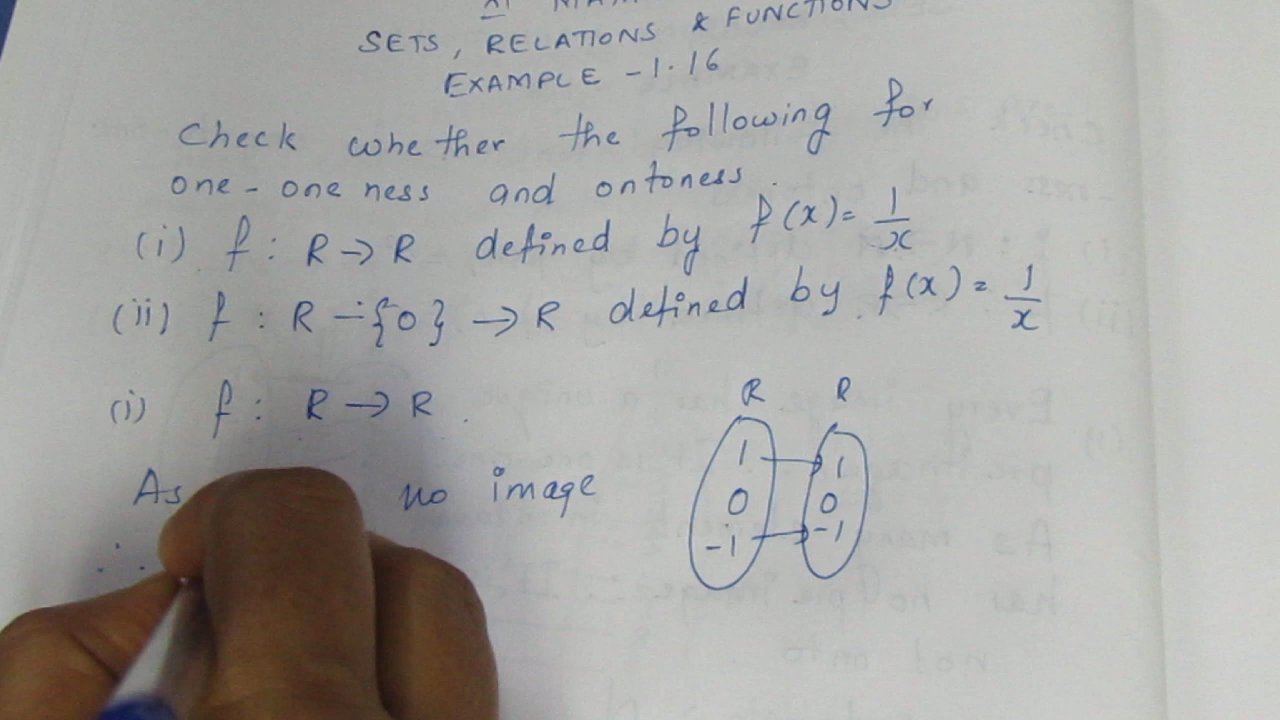 SETS, RELATIONS & FUNCTIONS
EXAMPLE - 1.16
Check whether the following for
one-one ness and ontoness.
(i) f : R → R defined by f(x) = 1/x
(ii) f : R - {0} → R defined by f(x) = 1/x
(i) f : R → R.
R R
1 1
As no image
0 0
-1 -1